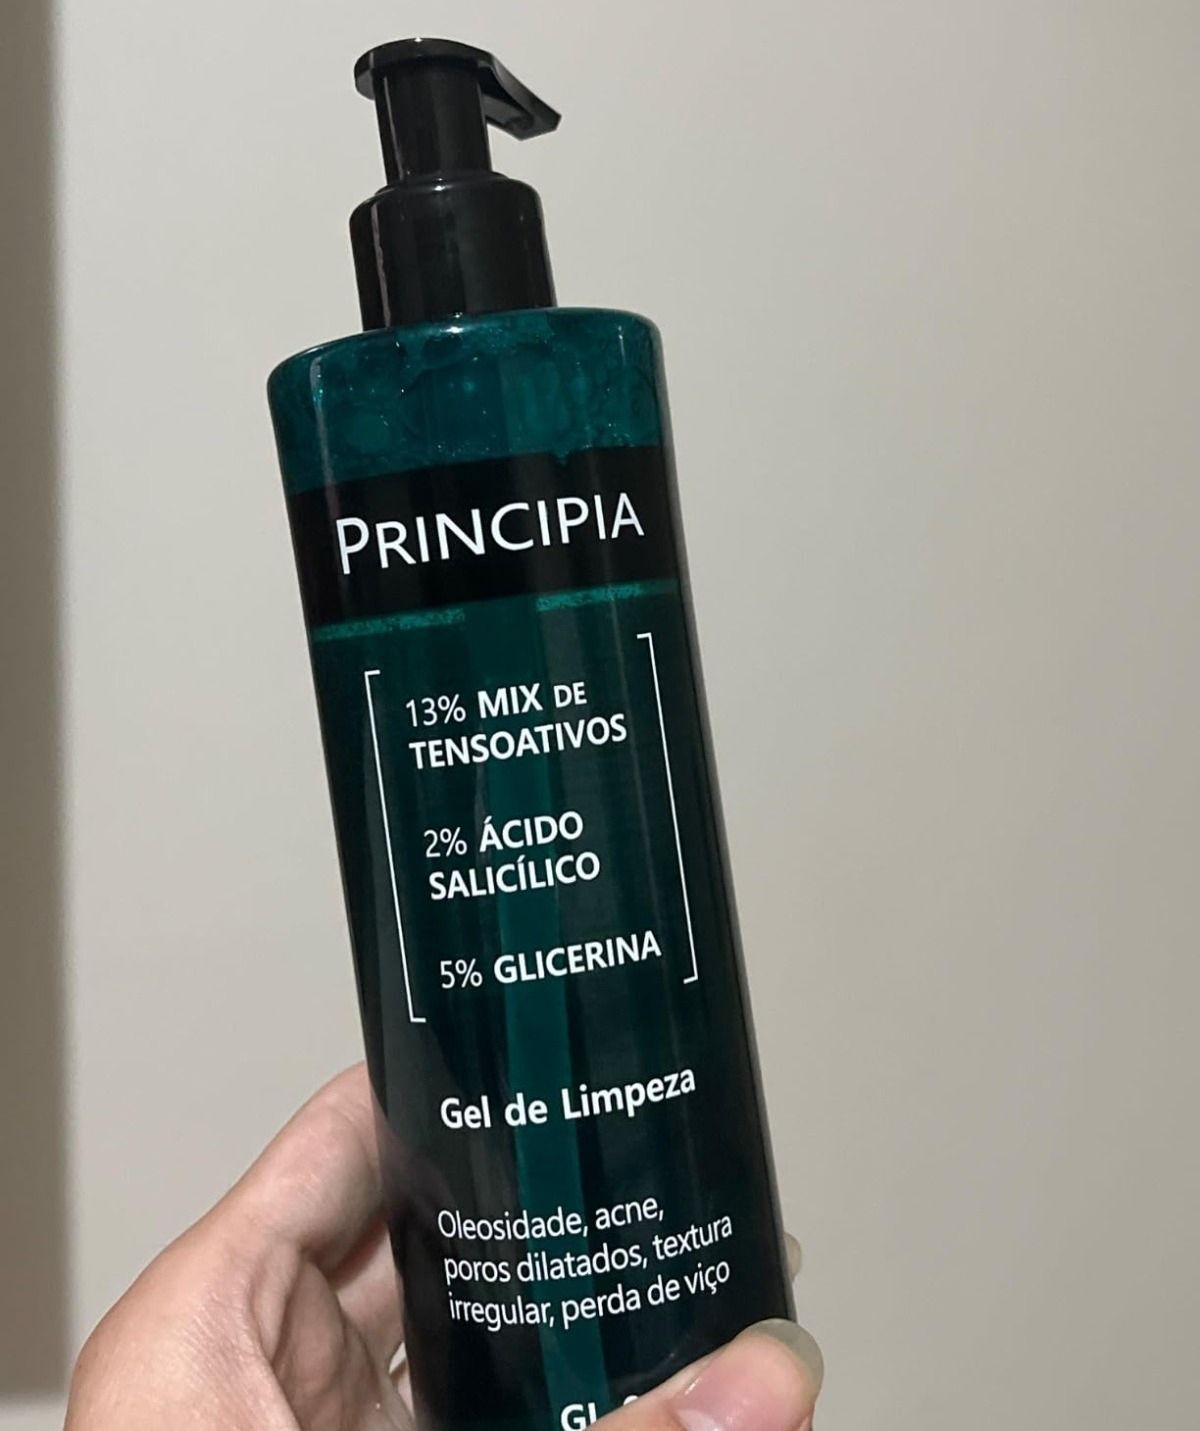 PRINCIPIA
13% MIX DE
TENSOATIVOS
2% ÁCIDO
SALICÍLICO
5% GLICERINA
Gel de Limpeza
Oleosidade, acne,
poros dilatados, textura
irregular, perda de viço